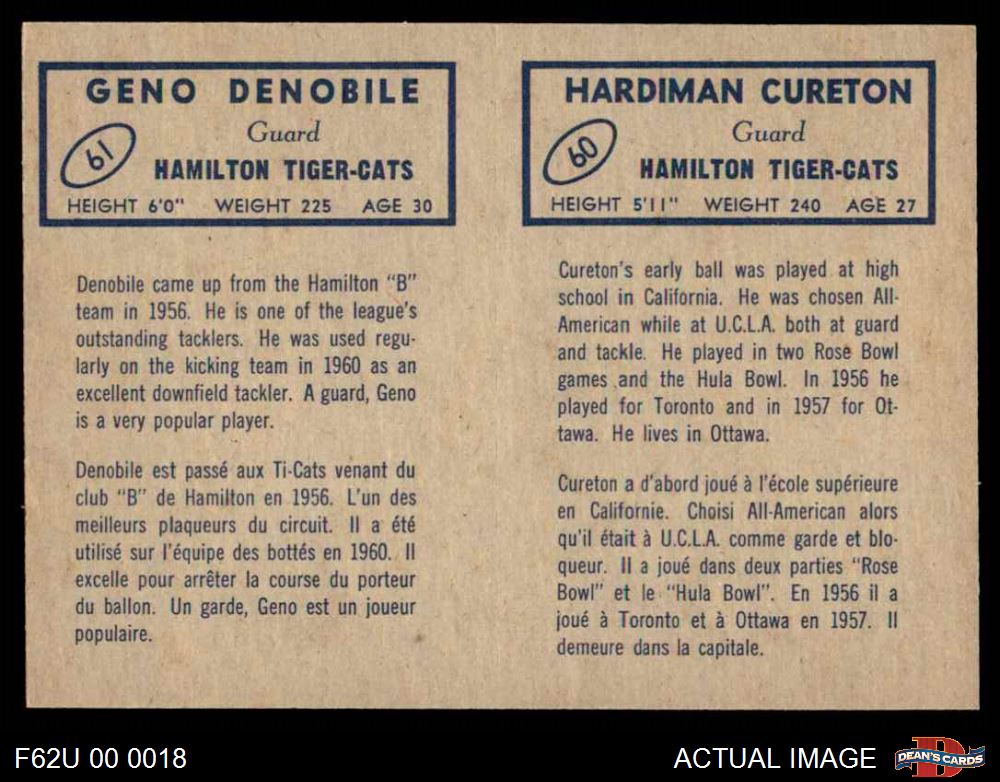 GENO DENOBILE
Guard
61
HAMILTON TIGER-CATS
HEIGHT 6'0" WEIGHT 225 AGE 30
Denobile came up from the Hamilton "B"
team in 1956. He is one of the league's
outstanding tacklers. He was used regu-
larly on the kicking team in 1960 as an
excellent downfield tackler. A guard, Geno
is a very popular player.
Denobile est passé aux Ti-Cats venant du
club "B" de Hamilton en 1956. L'un des
meilleurs plaqueurs du circuit. Il a été
utilisé sur l'équipe des bottés en 1960. Il
excelle pour arrêter la course du porteur
du ballon. Un garde, Geno est un joueur
populaire.
HARDIMAN CURETON
Guard
60
HAMILTON TIGER-CATS
HEIGHT 5'11" WEIGHT 240 AGE 27
Cureton's early ball was played at high
school in California. He was chosen All-
American while at U.C.L.A. both at guard
and tackle. He played in two Rose Bowl
games and the Hula Bowl. In 1956 he
played for Toronto and in 1957 for Ot-
tawa. He lives in Ottawa.
Cureton a d'abord joué à l'école supérieure
en Californie. Choisi All-American alors
qu'il était à U.C.L.A. comme garde et blo-
queur. Il a joué dans deux parties "Rose
Bowl" et le "Hula Bowl". En 1956 il a
joué à Toronto et à Ottawa en 1957. Il
demeure dans la capitale.
F62U 00 0018
ACTUAL IMAGE
D
DEAN'S CARDS